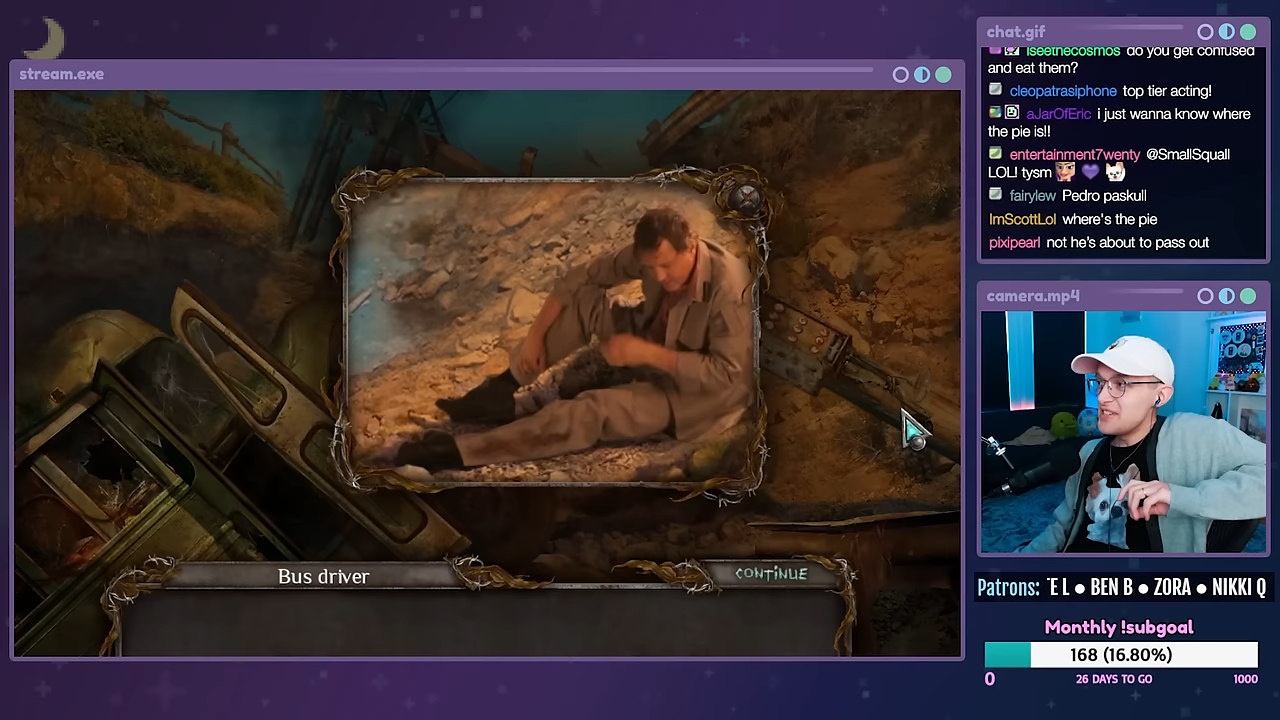 stream.exe
Bus driver
CONTINUE
chat.gif
iseethecosmos do you get confused
and eat them?
cleopatrasiphone top tier acting!
aJarOfEric i just wanna know where
the pie is!!
entertainment7wenty @SmallSquall
LOL! tysm
fairylew Pedro paskull
ImScottLol where's the pie
pixipearl not he's about to pass out
camera.mp4
Patrons: E L ● BEN B ● ZORA ● NIKKI Q
Monthly !subgoal
168 (16.80%)
0 26 DAYS TO GO 1000